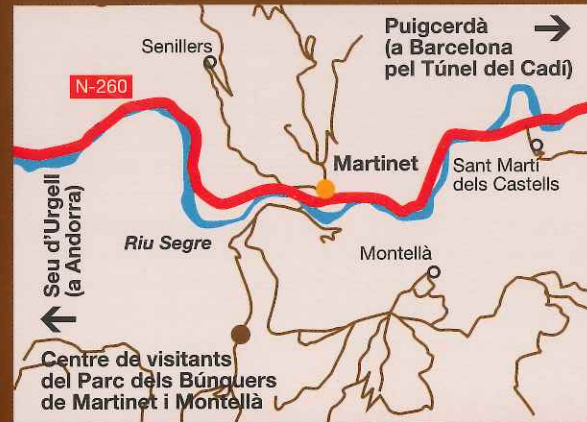 Puigcerdà
(a Barcelona
pel Túnel del Cadí)
Senillers
N-260
Martinet
Sant Martí
dels Castells
Riu Segre
Montellà
Seu d'Urgell
(a Andorra)
Centre de visitants
del Parc dels Búnquers
de Martinet i Montellà